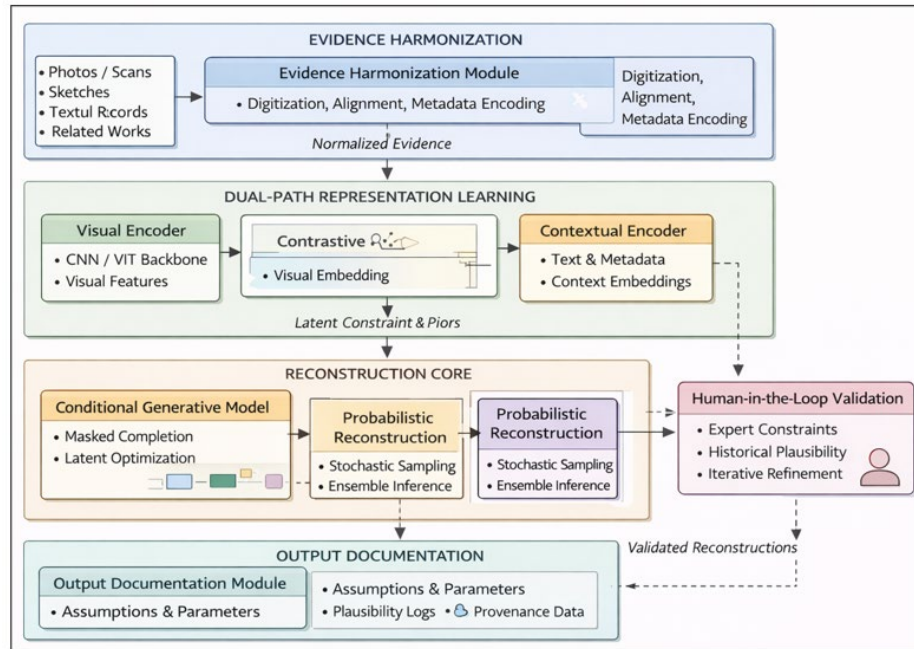 EVIDENCE HARMONIZATION
• Photos / Scans
• Sketches
• Textul Rιcords
• Related Works
Evidence Harmonization Module
• Digitization, Alignment, Metadata Encoding
Digitization,
Alignment,
Metadata Encoding
Normalized Evidence
DUAL-PATH REPRESENTATION LEARNING
Visual Encoder
• CNN / VIT Backbone
• Visual Features
Contrastive
• Visual Embedding
Contextual Encoder
• Text & Metadata
• Context Embeddings
Latent Constraint & Piors
RECONSTRUCTION CORE
Conditional Generative Model
• Masked Completion
• Latent Optimization
Probabilistic
Reconstruction
• Stochastic Sampling
• Ensemble Inference
Probabilistic
Reconstruction
• Stochastic Sampling
• Ensemble Inference
Human-in-the-Loop Validation
• Expert Constraints
• Historical Plausibility
• Iterative Refinement
Validated Reconstructions
OUTPUT DOCUMENTATION
Output Documentation Module
• Assumptions & Parameters
• Assumptions & Parameters
• Plausibility Logs • Provenance Data